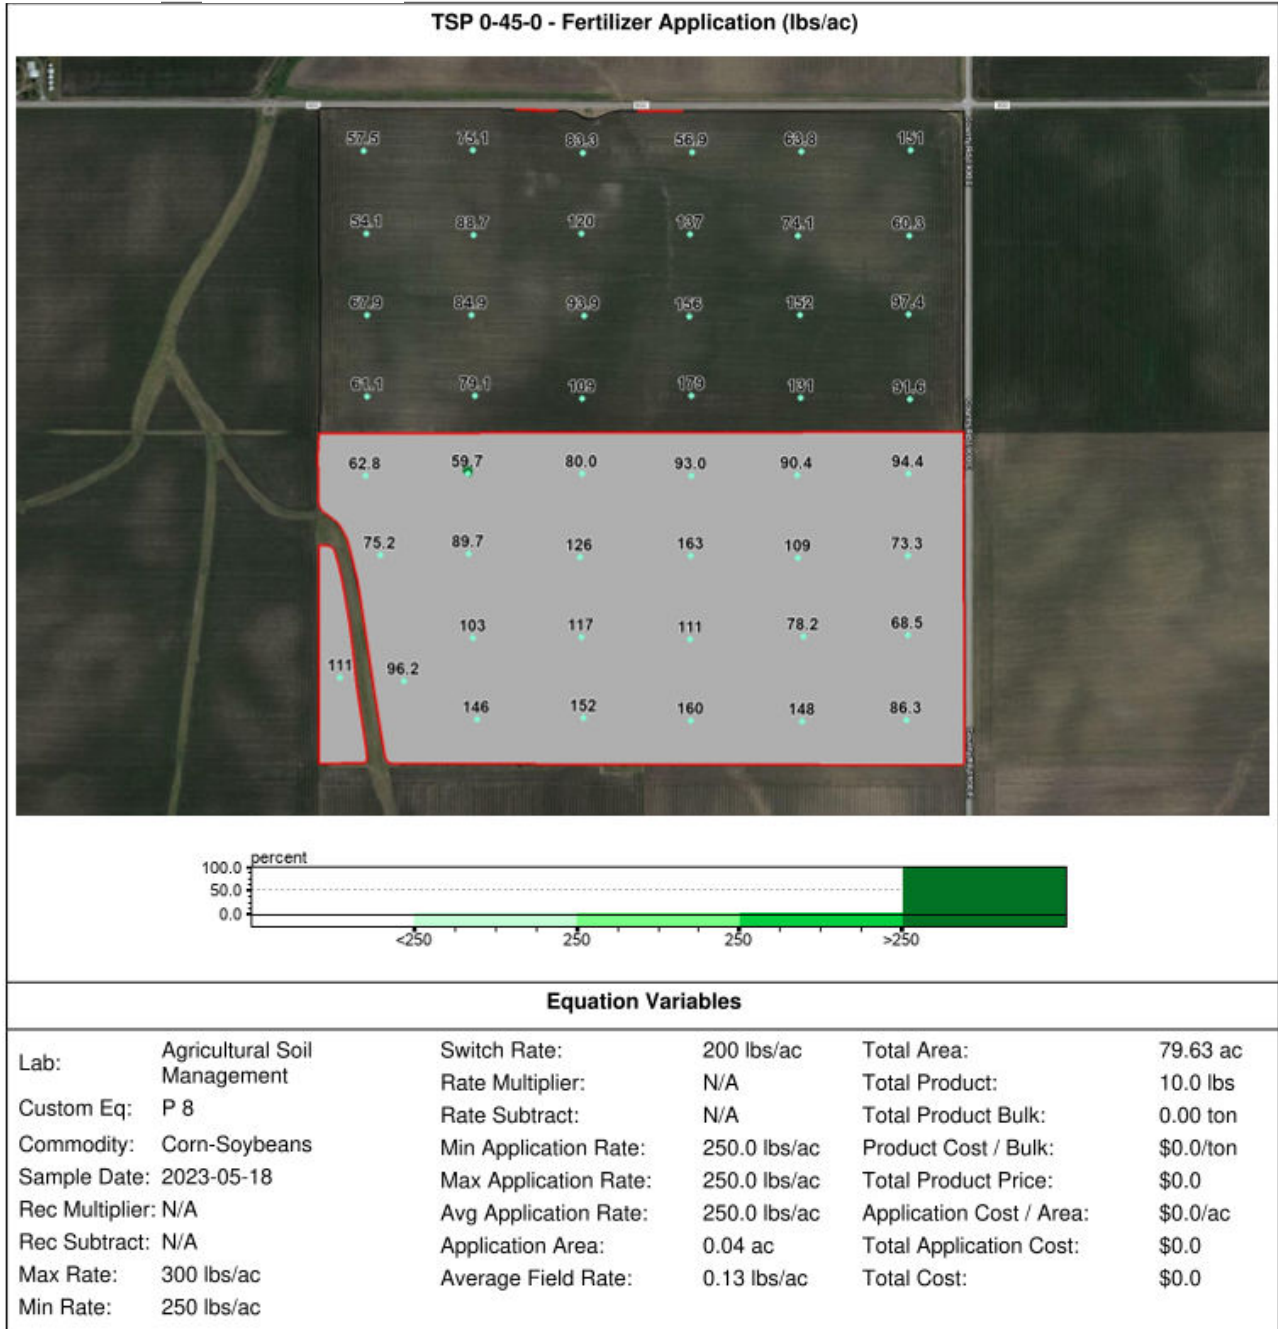 TSP 0-45-0 - Fertilizer Application (lbs/ac)
57.5 75.1 83.3 56.9 63.8 151
54.1 88.7 120 137 74.1 60.3
67.9 84.9 93.9 156 152 97.4
61.1 79.1 109 179 131 91.6
62.8 59.7 80.0 93.0 90.4 94.4
75.2 89.7 126 163 109 73.3
103 117 111 78.2 68.5
111 96.2
146 152 160 148 86.3
percent
100.0
50.0
0.0
<250 250 250 >250
Equation Variables
Lab: Agricultural Soil Management
Custom Eq: P 8
Commodity: Corn-Soybeans
Sample Date: 2023-05-18
Rec Multiplier: N/A
Rec Subtract: N/A
Max Rate: 300 lbs/ac
Min Rate: 250 lbs/ac
Switch Rate: 200 lbs/ac
Rate Multiplier: N/A
Rate Subtract: N/A
Min Application Rate: 250.0 lbs/ac
Max Application Rate: 250.0 lbs/ac
Avg Application Rate: 250.0 lbs/ac
Application Area: 0.04 ac
Average Field Rate: 0.13 lbs/ac
Total Area: 79.63 ac
Total Product: 10.0 lbs
Total Product Bulk: 0.00 ton
Product Cost / Bulk: $0.0/ton
Total Product Price: $0.0
Application Cost / Area: $0.0/ac
Total Application Cost: $0.0
Total Cost: $0.0